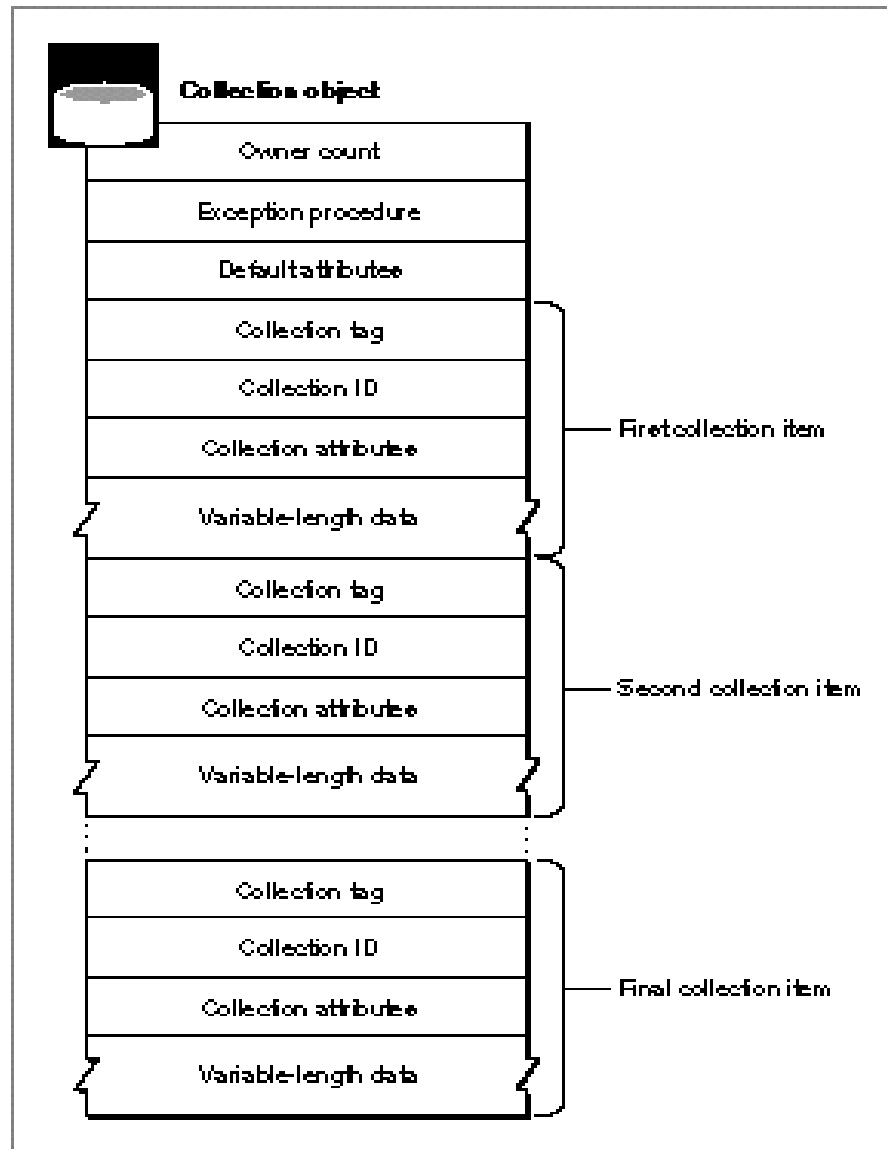 Collection object
Owner count
Exception procedure
Default attributes
Collection tag
Collection ID
Collection attributes
First collection item
Variable-length data
Collection tag
Collection ID
Second collection item
Collection attributes
Variable-length data
Collection tag
Collection ID
Final collection item
Collection attributes
Variable-length data